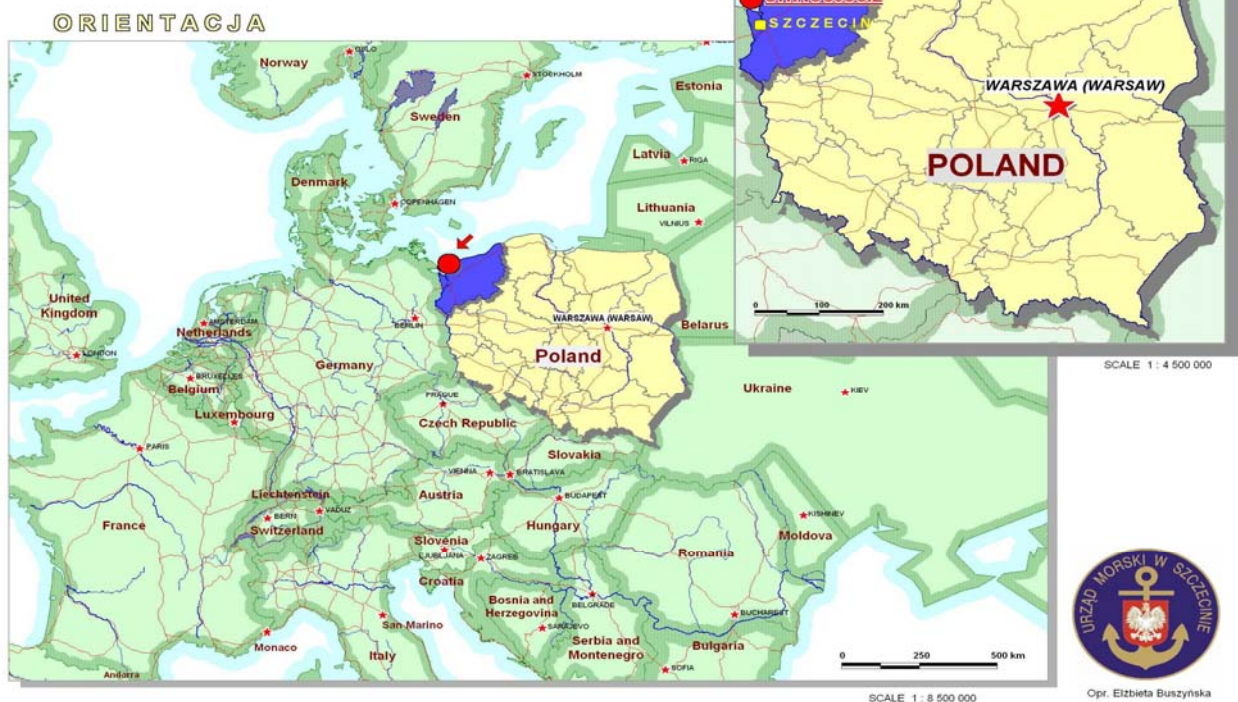 ORIENTACJA
SZCZECIN
WARSZAWA (WARSAW)
POLAND
0 100 200 km
SCALE 1 : 4 500 000
Norway
OSLO
STOCKHOLM
Sweden
Estonia
Latvia
RIGA
Denmark
COPENHAGEN
Lithuania
VILNIUS
United
Kingdom
LONDON
AMSTERDAM
Netherlands
BERLIN
WARSZAWA (WARSAW)
Belarus
Poland
Germany
BRUXELLES
Belgium
Luxembourg
PRAGUE
Czech Republic
Ukraine
KIEV
PARIS
Slovakia
VIENNA
BRATISLAVA
Liechtenstein
Austria
BUDAPEST
VADUZ
BERN
Switzerland
France
Hungary
KISHINEV
Moldova
Slovenia
LJUBLJANA
ZAGREB
Romania
Croatia
Bosnia and
Herzegovina
BELGRADE
SARAJEVO
BUCHAREST
San Marino
Monaco
Italy
Serbia and
Montenegro
Bulgaria
SOFIA
Andorra
0 250 500 km
SCALE 1 : 8 500 000
URZĄD MORSKI W SZCZECINIE
Opr. Elżbieta Buszyńska